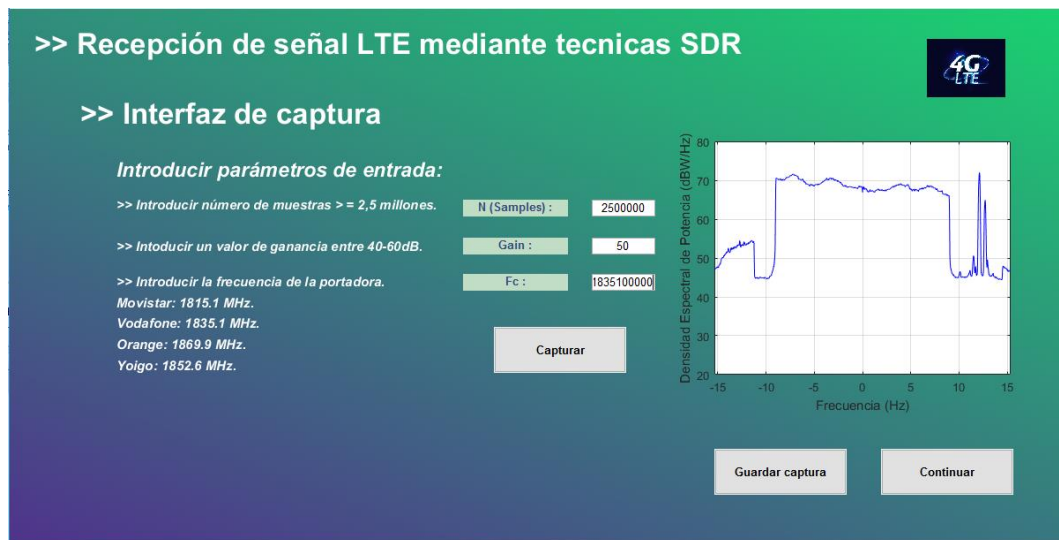 >> Recepción de señal LTE mediante tecnicas SDR
4G
LTE
>> Interfaz de captura
Introducir parámetros de entrada:
>> Introducir número de muestras > = 2,5 millones.
N (Samples) :
2500000
>> Intoducir un valor de ganancia entre 40-60dB.
Gain :
50
>> Introducir la frecuencia de la portadora.
Fc :
1835100000
Movistar: 1815.1 MHz.
Vodafone: 1835.1 MHz.
Orange: 1869.9 MHz.
Yoigo: 1852.6 MHz.
Capturar
Densidad Espectral de Potencia (dBW/Hz)
80
70
60
50
40
30
20
-15
-10
-5
0
5
10
15
Frecuencia (Hz)
Guardar captura
Continuar